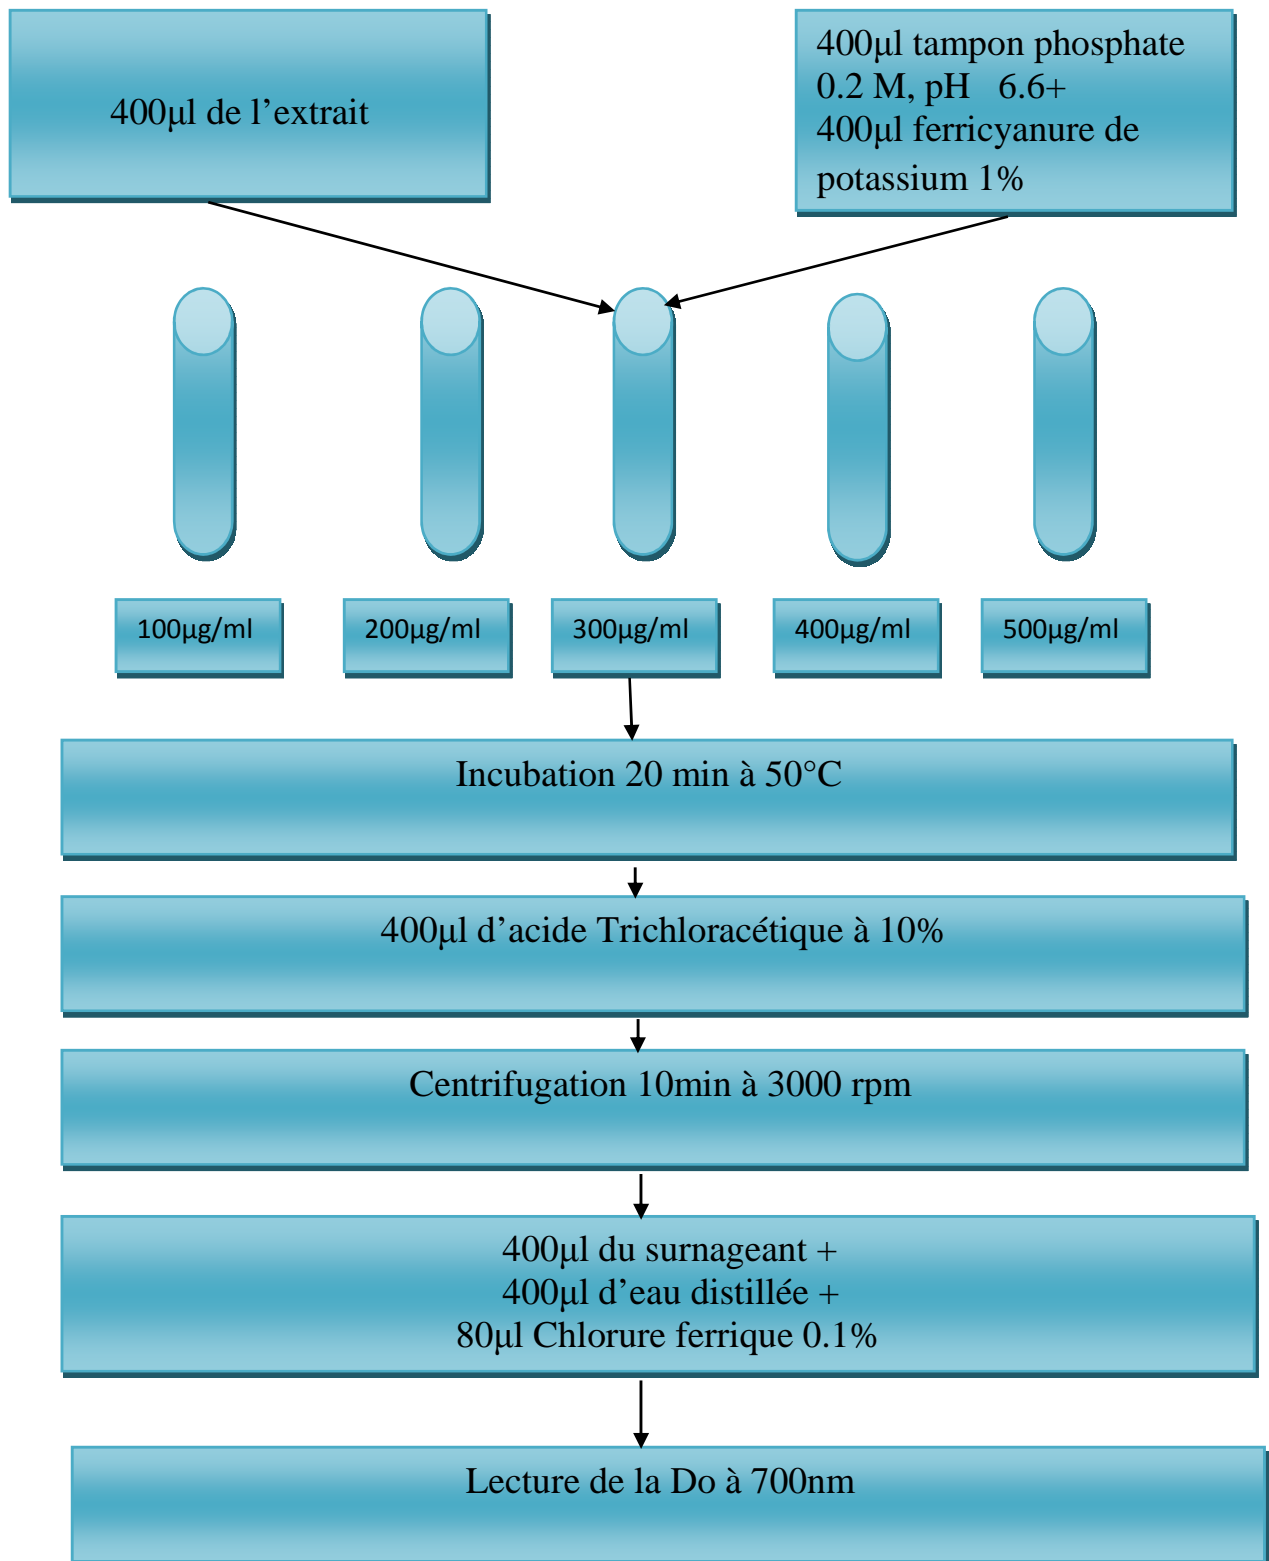 400µl de l’extrait
400µl tampon phosphate
0.2 M, pH   6.6+
400µl ferricyanure de
potassium 1%
100µg/ml
200µg/ml
300µg/ml
400µg/ml
500µg/ml
Incubation 20 min à 50°C
400µl d’acide Trichloracétique à 10%
Centrifugation 10min à 3000 rpm
400µl du surnageant +
400µl d’eau distillée +
80µl Chlorure ferrique 0.1%
Lecture de la Do à 700nm